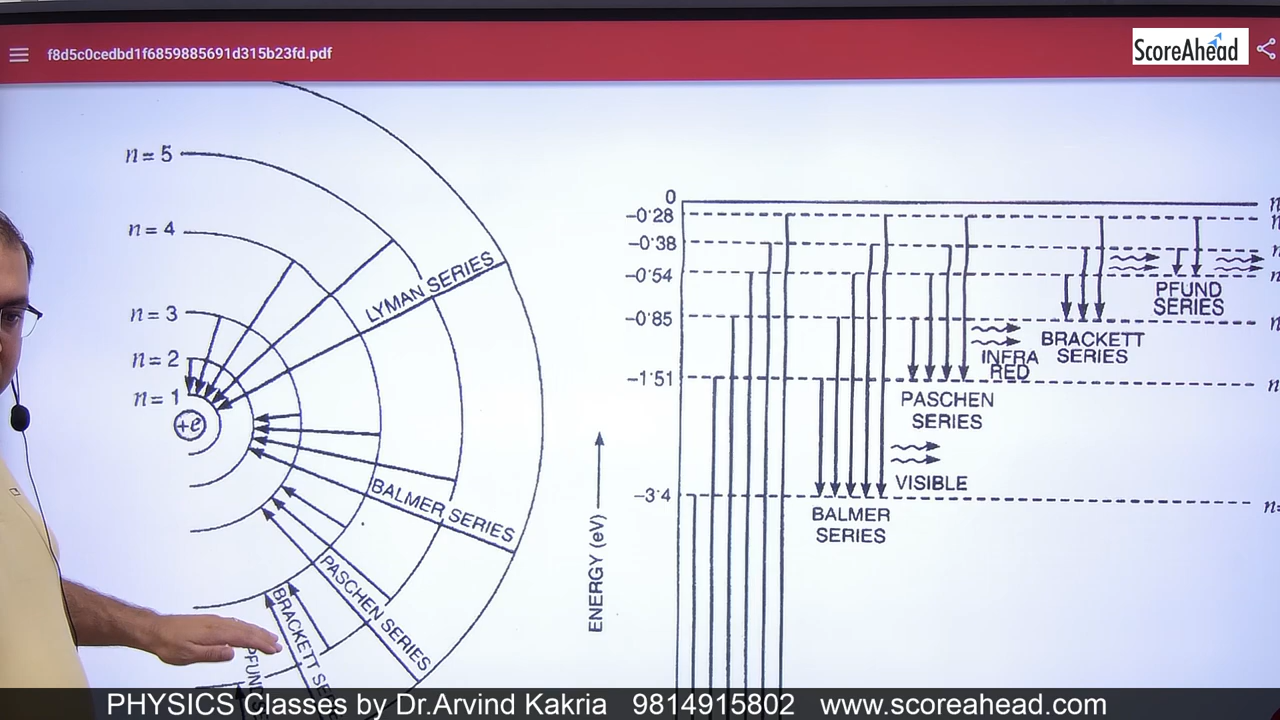 f8d5c0cedbd1f6859885691d315b23fd.pdf
ScoreAhead
n = 5
n = 4
n = 3
n = 2
n = 1
+e
LYMAN SERIES
BALMER SERIES
PASCHEN SERIES
BRACKETT
0
–0·28
–0·38
–0·54
–0·85
–1·51
–3·4
ENERGY (eV)
n
n
n
n
n
n
n=
PFUND
SERIES
BRACKETT
SERIES
INFRA
RED
PASCHEN
SERIES
VISIBLE
BALMER
SERIES
PHYSICS Classes by Dr.Arvind Kakria 9814915802 www.scoreahead.com